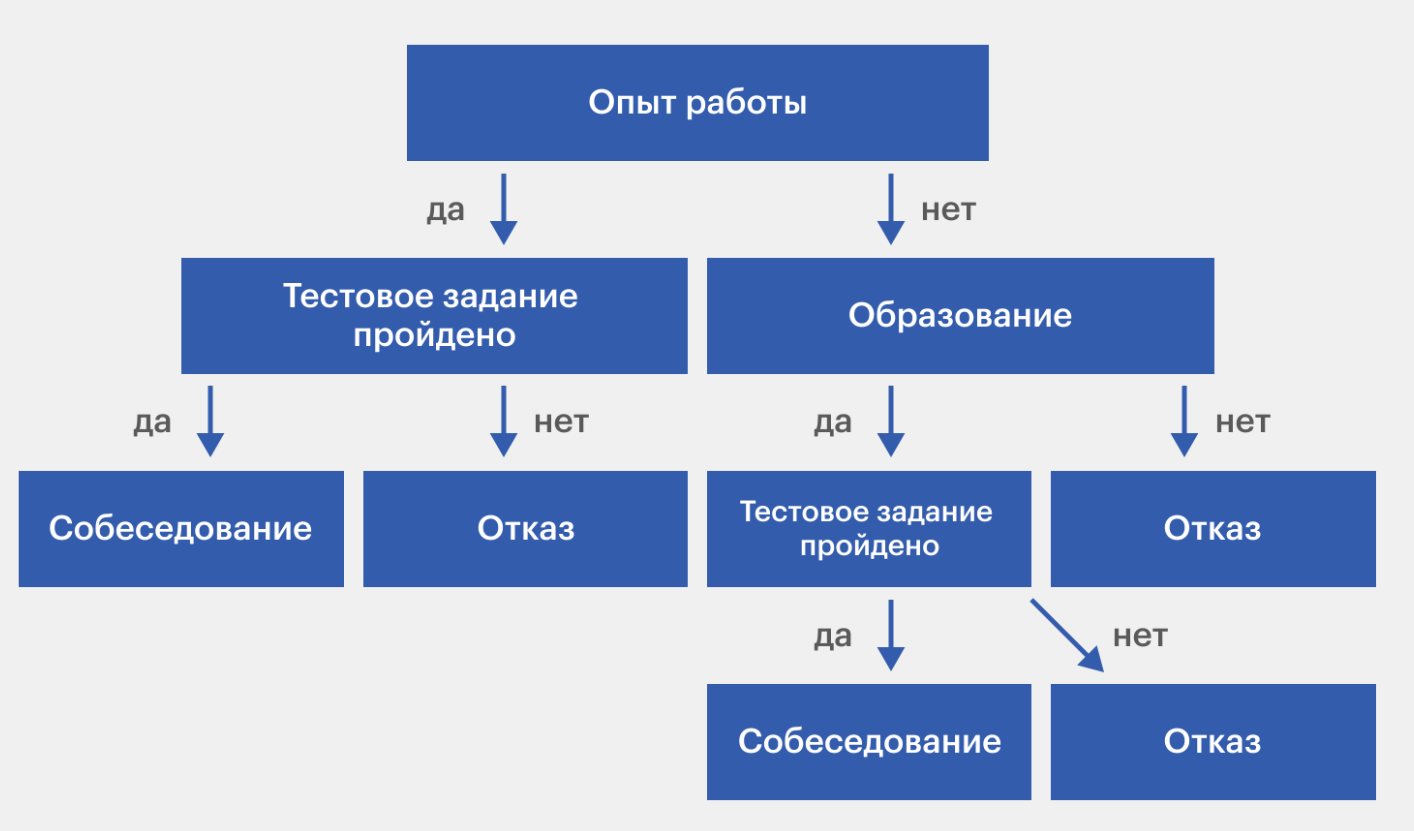 Опыт работы
да
нет
Тестовое задание
пройдено
Образование
да
нет
да
нет
Собеседование
Отказ
Тестовое задание
пройдено
Отказ
да
нет
Собеседование
Отказ